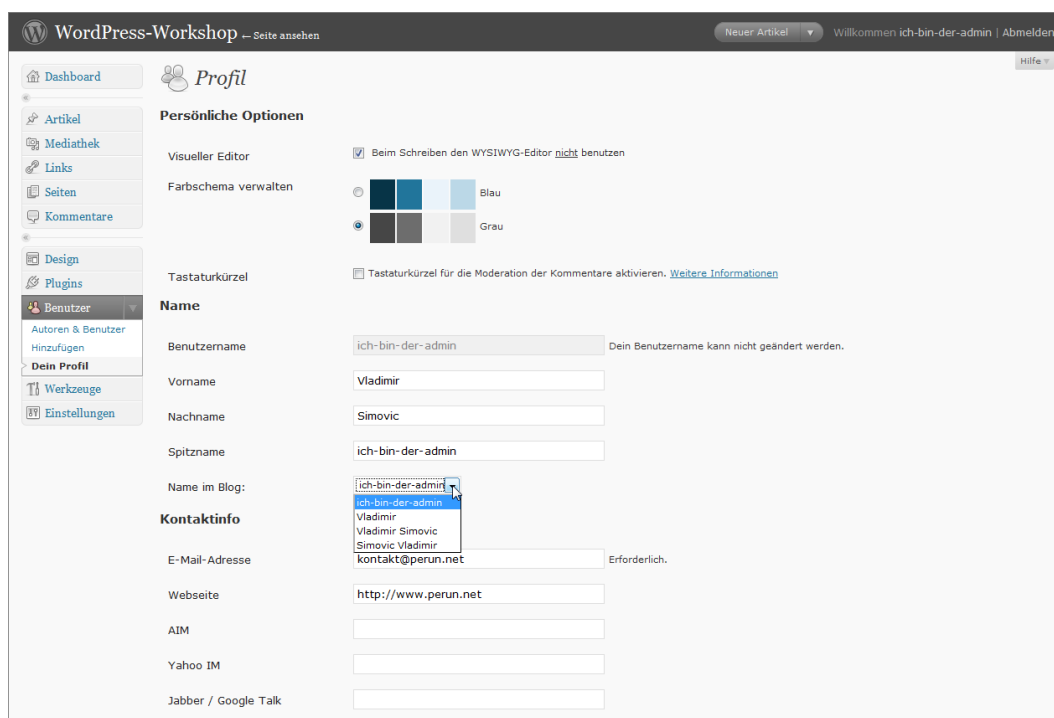 WordPress-Workshop ← Seite ansehen
Neuer Artikel Willkommen ich-bin-der-admin | Abmelden
Hilfe
Dashboard
Artikel
Mediathek
Links
Seiten
Kommentare
Design
Plugins
Benutzer
Autoren & Benutzer
Hinzufügen
Dein Profil
Werkzeuge
Einstellungen
Profil
Persönliche Optionen
Visueller Editor Beim Schreiben den WYSIWYG-Editor nicht benutzen
Farbschema verwalten Blau
Grau
Tastaturkürzel Tastaturkürzel für die Moderation der Kommentare aktivieren. Weitere Informationen
Name
Benutzername ich-bin-der-admin Dein Benutzername kann nicht geändert werden.
Vorname Vladimir
Nachname Simovic
Spitzname ich-bin-der-admin
Name im Blog: ich-bin-der-admin
ich-bin-der-admin
Vladimir
Vladimir Simovic
Simovic Vladimir
Kontaktinfo
E-Mail-Adresse kontakt@perun.net Erforderlich.
Webseite http://www.perun.net
AIM
Yahoo IM
Jabber / Google Talk